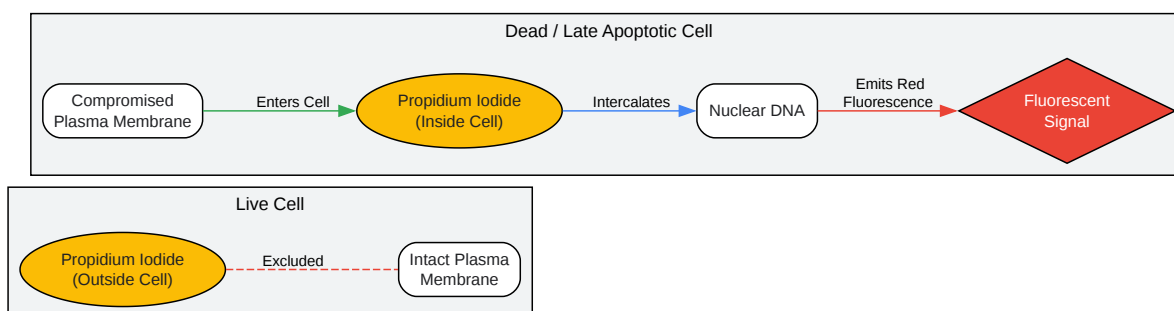 Dead / Late Apoptotic Cell
Compromised
Plasma Membrane
Enters Cell
Propidium Iodide
(Inside Cell)
Intercalates
Nuclear DNA
Emits Red
Fluorescence
Fluorescent
Signal
Live Cell
Propidium Iodide
(Outside Cell)
Excluded
Intact Plasma
Membrane